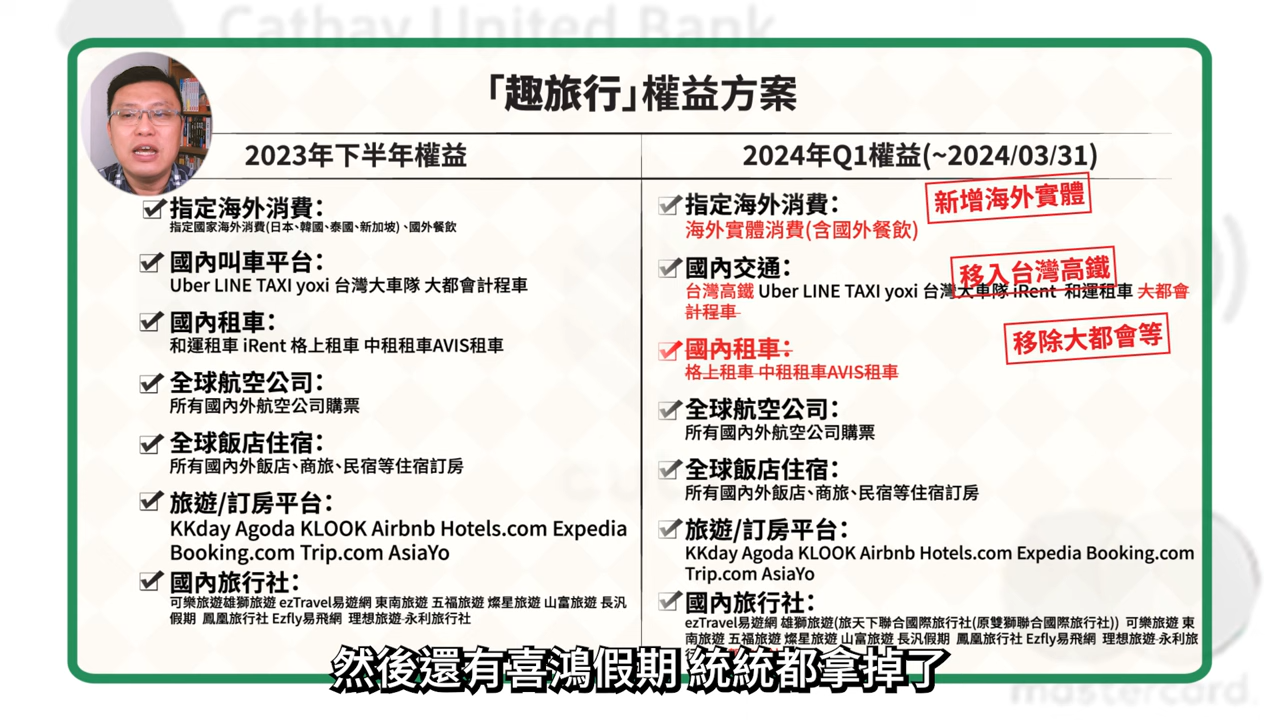 Cathay United Bank
「趣旅行」權益方案
2023年下半年權益
指定海外消費：
指定國家海外消費(日本、韓國、泰國、新加坡)、國外餐飲
國內叫車平台：
Uber LINE TAXI yoxi 台灣大車隊 大都會計程車
國內租車：
和運租車 iRent 格上租車 中租租車AVIS租車
全球航空公司：
所有國內外航空公司購票
全球飯店住宿：
所有國內外飯店、商旅、民宿等住宿訂房
旅遊/訂房平台：
KKday Agoda KLOOK Airbnb Hotels.com Expedia
Booking.com Trip.com AsiaYo
國內旅行社：
可樂旅遊雄獅旅遊 ezTravel易遊網 東南旅遊 五福旅遊 燦星旅遊 山富旅遊 長汎
假期 鳳凰旅行社 Ezfly易飛網 理想旅遊 永利旅行社
2024年Q1權益(~2024/03/31)
指定海外消費：
新增海外實體
海外實體消費(含國外餐飲)
國內交通：
移入台灣高鐵
台灣高鐵 Uber LINE TAXI yoxi 台灣大車隊 iRent 和運租車 大都會
計程車
國內租車：
移除大都會等
格上租車 中租租車AVIS租車
全球航空公司：
所有國內外航空公司購票
全球飯店住宿：
所有國內外飯店、商旅、民宿等住宿訂房
旅遊/訂房平台：
KKday Agoda KLOOK Airbnb Hotels.com Expedia Booking.com
Trip.com AsiaYo
國內旅行社：
ezTravel易遊網 雄獅旅遊(旅天下聯合國際旅行社(原雙獅聯合國際旅行社)) 可樂旅遊 東
南旅遊 五福旅遊 燦星旅遊 山富旅遊 長汎假期 鳳凰旅行社 Ezfly易飛網 理想旅遊 永利旅
然後還有喜鴻假期 統統都拿掉了
mastercard.